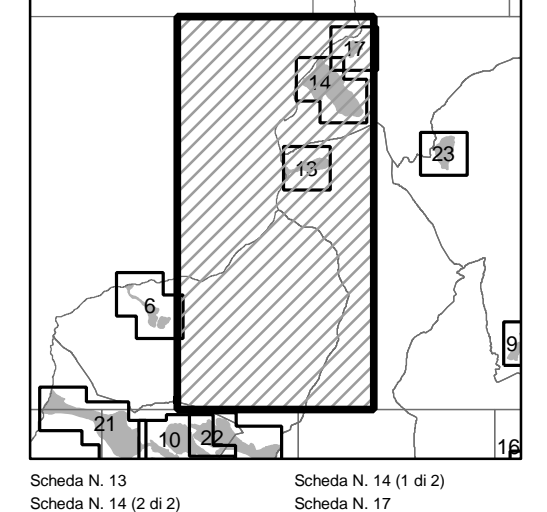 17
14
13
23
6
9
21
10
22
16
Scheda N. 13
Scheda N. 14 (1 di 2)
Scheda N. 14 (2 di 2)
Scheda N. 17